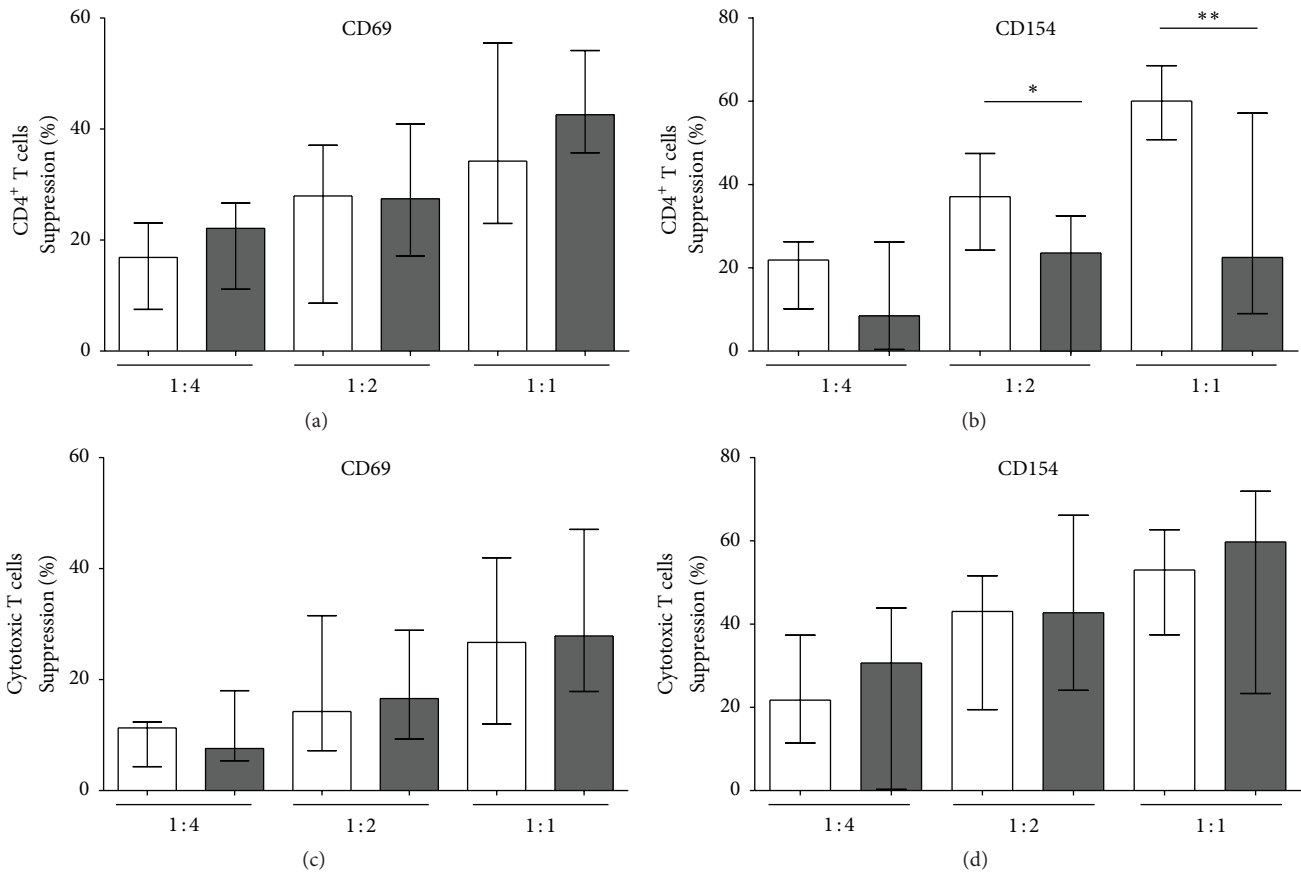 CD69
60
40
20
0
CD4⁺ T cells
Suppression (%)
1:4 1:2 1:1
(a)
CD154
80
60
40
20
0
CD4⁺ T cells
Suppression (%)
*
**
1:4 1:2 1:1
(b)
CD69
60
40
20
0
Cytotoxic T cells
Suppression (%)
1:4 1:2 1:1
(c)
CD154
80
60
40
20
0
Cytotoxic T cells
Suppression (%)
1:4 1:2 1:1
(d)